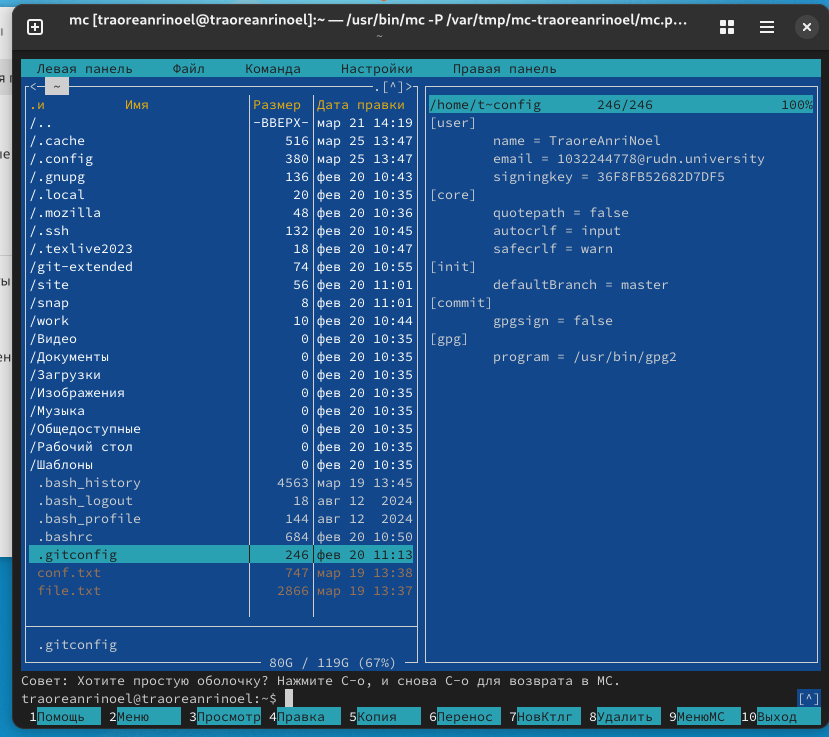 mc [traoreanrinoel@traoreanrinoel]:~ — /usr/bin/mc -P /var/tmp/mc-traoreanrinoel/mc.p…
~
Левая панель Файл Команда Настройки Правая панель
<─ ~ .[^]>
.и Имя Размер Дата правки
/.. -ВВЕРХ- мар 21 14:19
/.cache 516 мар 25 13:47
/.config 380 мар 25 13:47
/.gnupg 136 фев 20 10:43
/.local 20 фев 20 10:35
/.mozilla 48 фев 20 10:36
/.ssh 132 фев 20 10:45
/.texlive2023 18 фев 20 10:47
/git-extended 74 фев 20 10:55
/site 56 фев 20 11:01
/snap 8 фев 20 11:01
/work 10 фев 20 10:44
/Видео 0 фев 20 10:35
/Документы 0 фев 20 10:35
/Загрузки 0 фев 20 10:35
/Изображения 0 фев 20 10:35
/Музыка 0 фев 20 10:35
/Общедоступные 0 фев 20 10:35
/Рабочий стол 0 фев 20 10:35
/Шаблоны 0 фев 20 10:35
.bash_history 4563 мар 19 13:45
.bash_logout 18 авг 12 2024
.bash_profile 144 авг 12 2024
.bashrc 684 фев 20 10:50
.gitconfig 246 фев 20 11:13
conf.txt 747 мар 19 13:38
file.txt 2866 мар 19 13:37
.gitconfig
80G / 119G (67%)
/home/t~config 246/246 100%
[user]
name = TraoreAnriNoel
email = 1032244778@rudn.university
signingkey = 36F8FB52682D7DF5
[core]
quotepath = false
autocrlf = input
safecrlf = warn
[init]
defaultBranch = master
[commit]
gpgsign = false
[gpg]
program = /usr/bin/gpg2
Совет: Хотите простую оболочку? Нажмите C-o, и снова C-o для возврата в MC.
traoreanrinoel@traoreanrinoel:~$ [^]
1Помощь 2Меню 3Просмотр 4Правка 5Копия 6Перенос 7НовКтлг 8Удалить 9МенюMC 10Выход